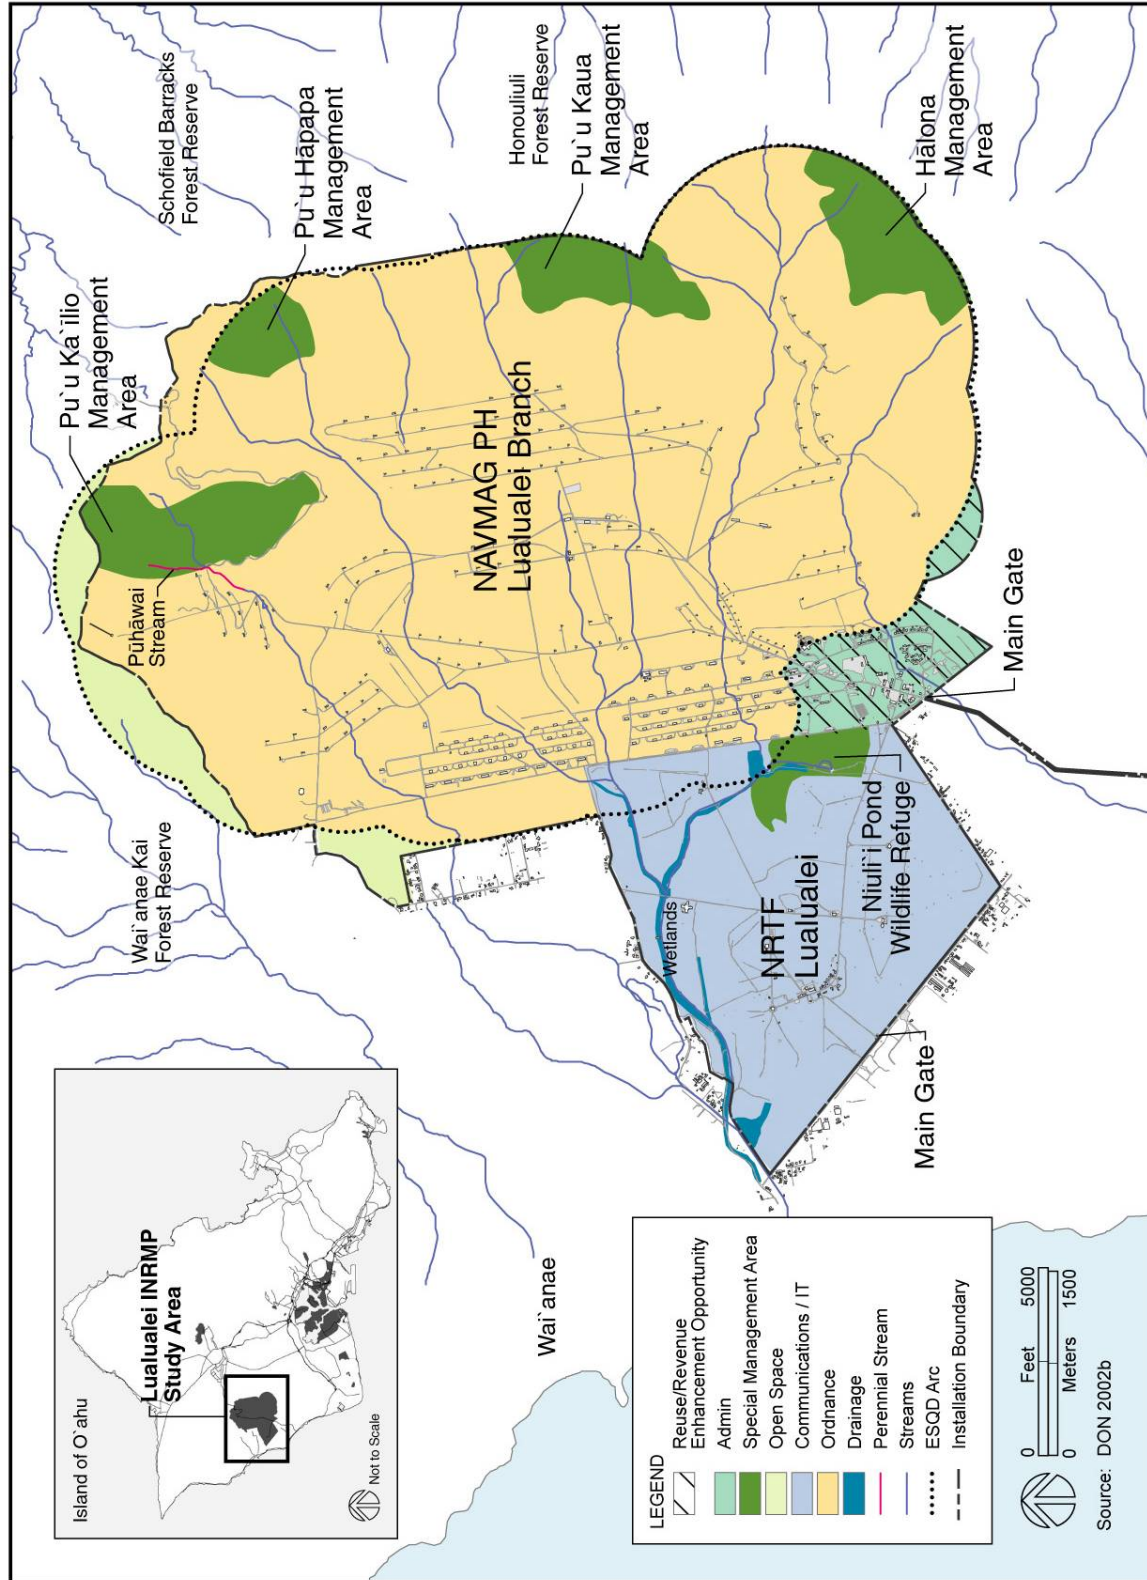 Island of O`ahu
Lualualei INRMP
Study Area
Not to Scale
Wai`anae Kai
Forest Reserve
Pūhāwai
Stream
Pu`u Ka`īlio
Management
Area
Schofield Barracks
Forest Reserve
Pu`u Hāpapa
Management
Area
Honouliuli
Forest Reserve
Pu`u Kaua
Management
Area
Hālona
Management
Area
NAVMAG PH
Lualualei Branch
Wai`anae
Wetlands
NRTF
Lualualei
Niuli`i Pond
Wildlife Refuge
Main Gate
Main Gate
LEGEND
Reuse/Revenue
Enhancement Opportunity
Admin
Special Management Area
Open Space
Communications / IT
Ordnance
Drainage
Perennial Stream
Streams
ESQD Arc
Installation Boundary
0 Feet 5000
0 Meters 1500
Source: DON 2002b